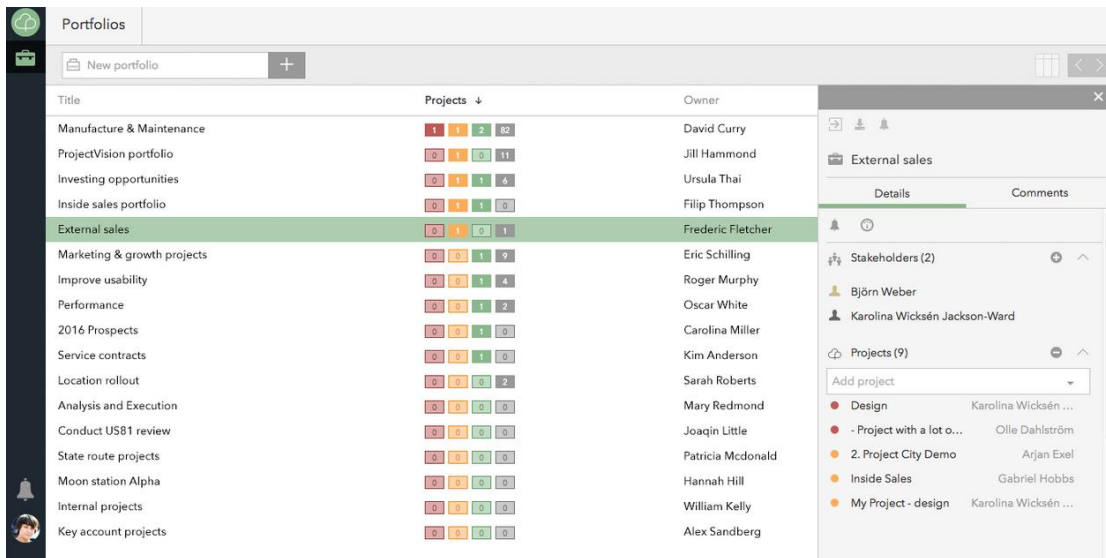 Portfolios
New portfolio
Title Projects ↓ Owner
Manufacture & Maintenance 1 1 2 82 David Curry
ProjectVision portfolio 0 1 0 11 Jill Hammond
Investing opportunities 0 1 1 6 Ursula Thai
Inside sales portfolio 0 1 1 0 Filip Thompson
External sales 0 1 0 1 Frederic Fletcher
Marketing & growth projects 0 0 1 9 Eric Schilling
Improve usability 0 0 1 4 Roger Murphy
Performance 0 0 1 2 Oscar White
2016 Prospects 0 0 1 0 Carolina Miller
Service contracts 0 0 1 0 Kim Anderson
Location rollout 0 0 0 2 Sarah Roberts
Analysis and Execution 0 0 0 0 Mary Redmond
Conduct US81 review 0 0 0 0 Joaqin Little
State route projects 0 0 0 0 Patricia Mcdonald
Moon station Alpha 0 0 0 0 Hannah Hill
Internal projects 0 0 0 0 William Kelly
Key account projects 0 0 0 0 Alex Sandberg
External sales
Details Comments
Stakeholders (2)
Björn Weber
Karolina Wicksén Jackson-Ward
Projects (9)
Add project
Design Karolina Wicksén ...
- Project with a lot o... Olle Dahlström
2. Project City Demo Arjan Exel
Inside Sales Gabriel Hobbs
My Project - design Karolina Wicksén ...